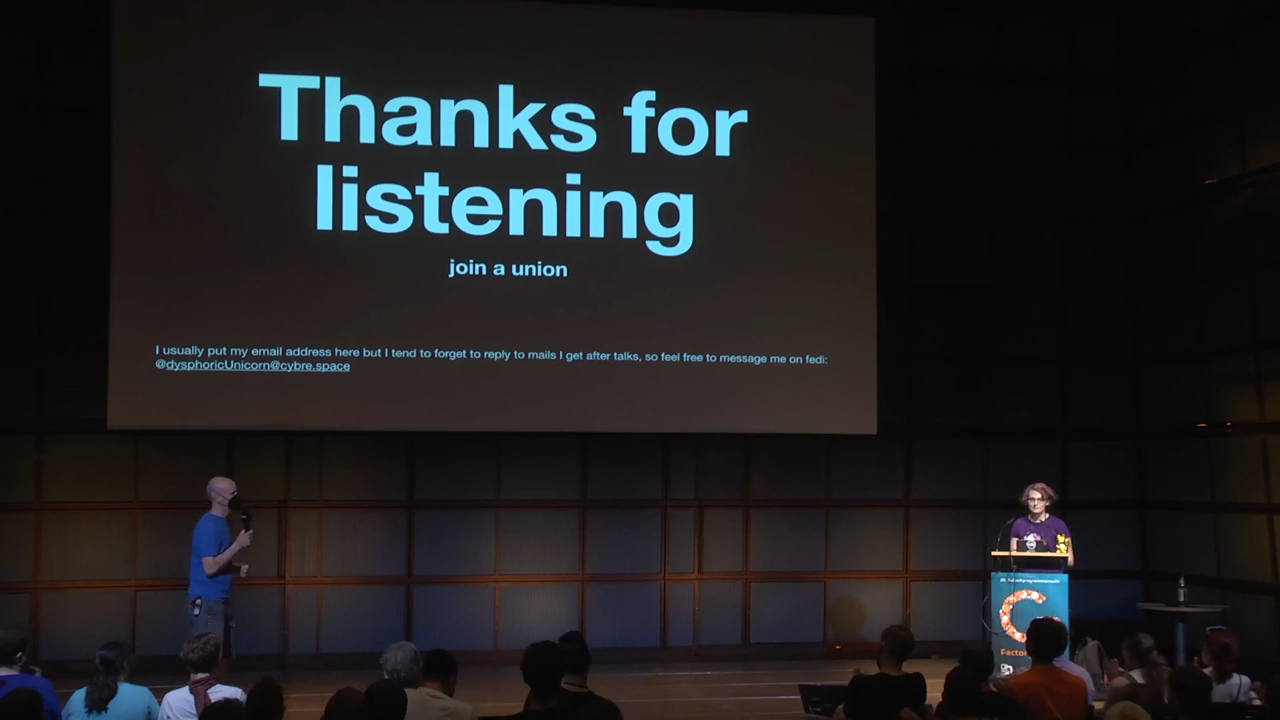 Thanks for
listening
join a union
I usually put my email address here but I tend to forget to reply to mails I get after talks, so feel free to message me on fedi:
@dysphoricUnicorn@cybre.space
C